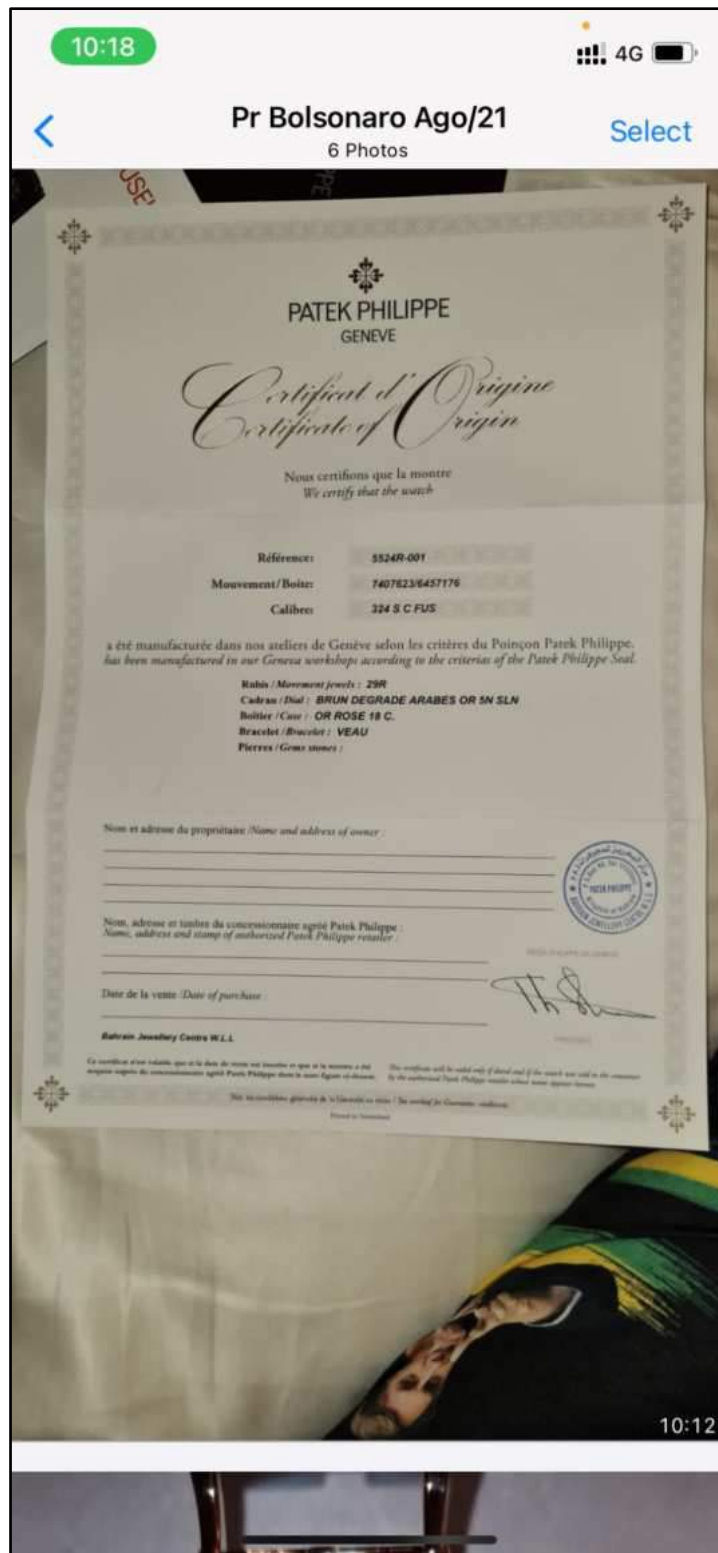 10:18
4G
Pr Bolsonaro Ago/21
6 Photos
Select
USE'
PPE
PATEK PHILIPPE
GENEVE
Certificat d'Origine
Certificate of Origin
Nous certifions que la montre
We certify that the watch
Référence: 5524R-001
Mouvement/Boîte: 7407623/6457176
Calibre: 324 S C FUS
a été manufacturée dans nos ateliers de Genève selon les critères du Poinçon Patek Philippe.
has been manufactured in our Geneva workshops according to the criterias of the Patek Philippe Seal.
Rubis / Movement jewels : 29R
Cadran / Dial : BRUN DEGRADE ARABES OR 5N SLN
Boîtier / Case : OR ROSE 18 C.
Bracelet / Bracelet : VEAU
Pierres / Gems stones :
Nom et adresse du propriétaire / Name and address of owner :
Nom, adresse et timbre du concessionnaire agréé Patek Philippe :
Name, address and stamp of authorized Patek Philippe retailer :
PATEK PHILIPPE
Date de la vente / Date of purchase :
Bahrain Jewellery Centre W.L.L
10:12